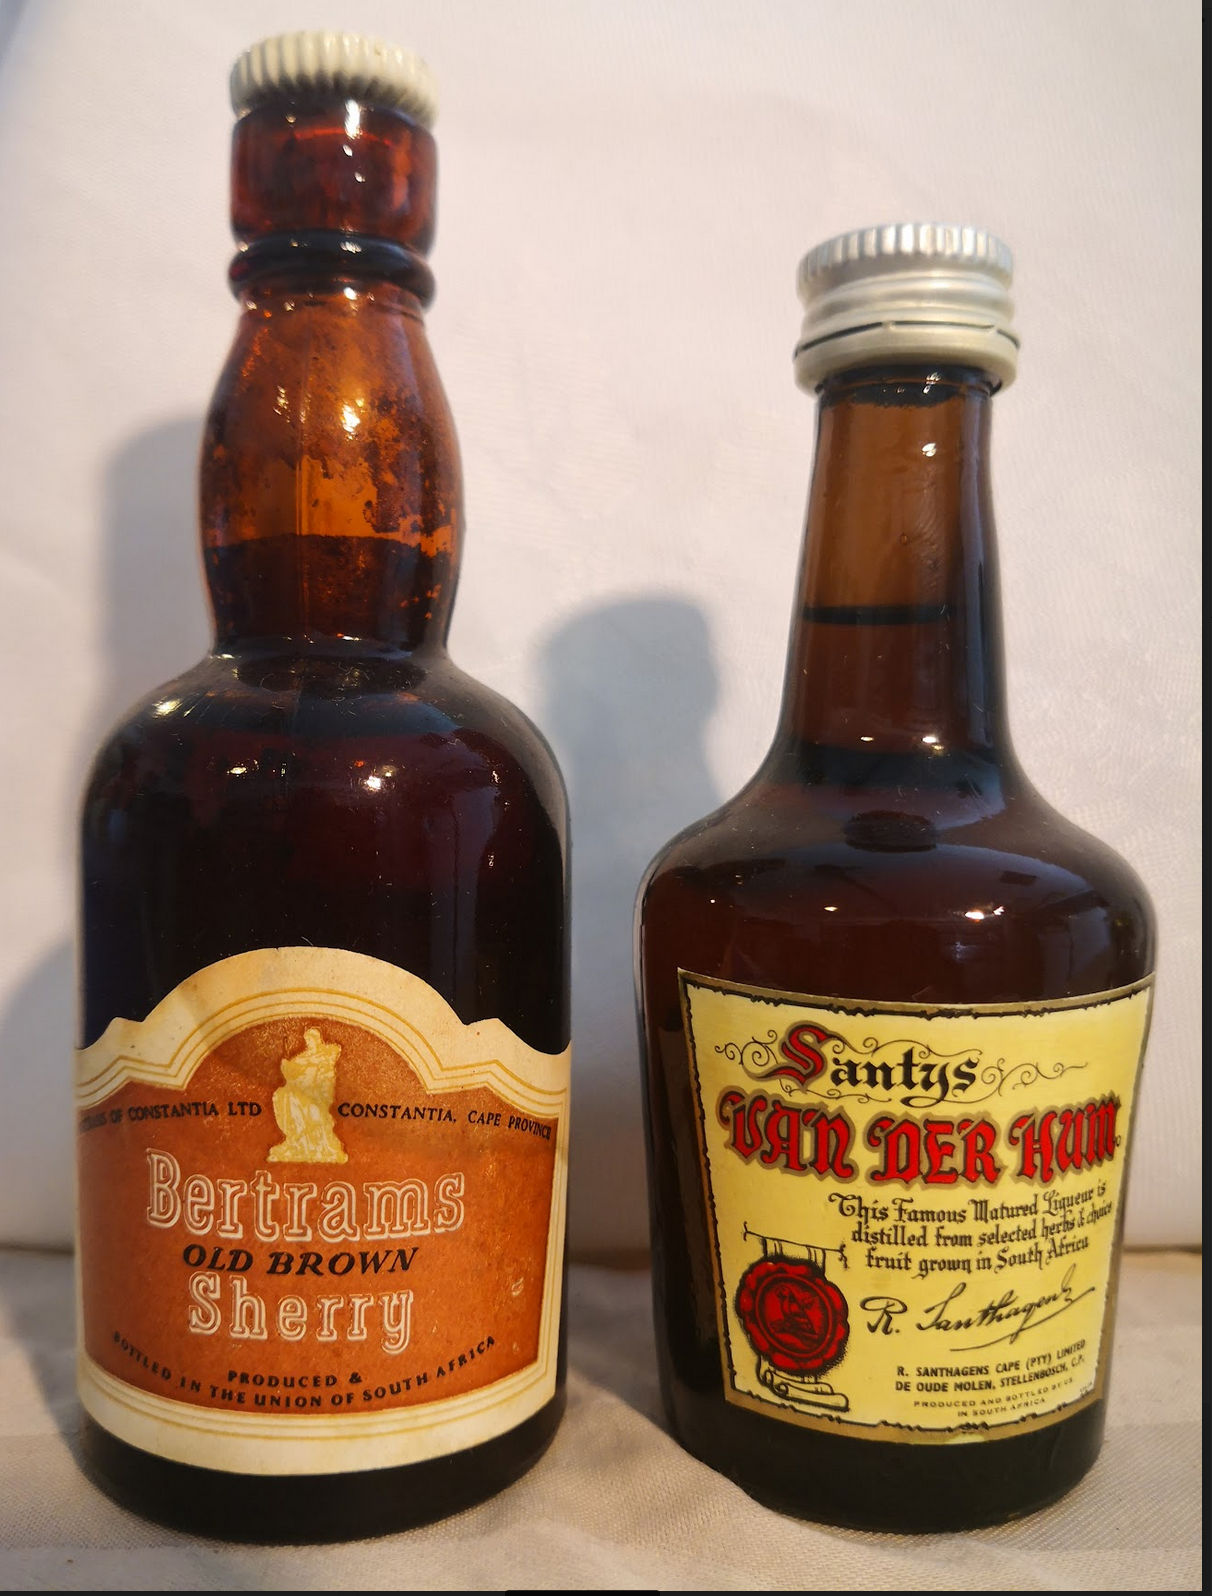 OF CONSTANTIA LTD CONSTANTIA, CAPE PROVINCE
Bertrams
OLD BROWN
Sherry
PRODUCED &
BOTTLED IN THE UNION OF SOUTH AFRICA
Santys
VAN DER HUM
This Famous Matured Liqueur is
distilled from selected herbs & choice
fruit grown in South Africa
R. Santhagens
R. SANTHAGENS CAPE (PTY) LIMITED
DE OUDE MOLEN, STELLENBOSCH, C.P.
PRODUCED AND BOTTLED BY US
IN SOUTH AFRICA